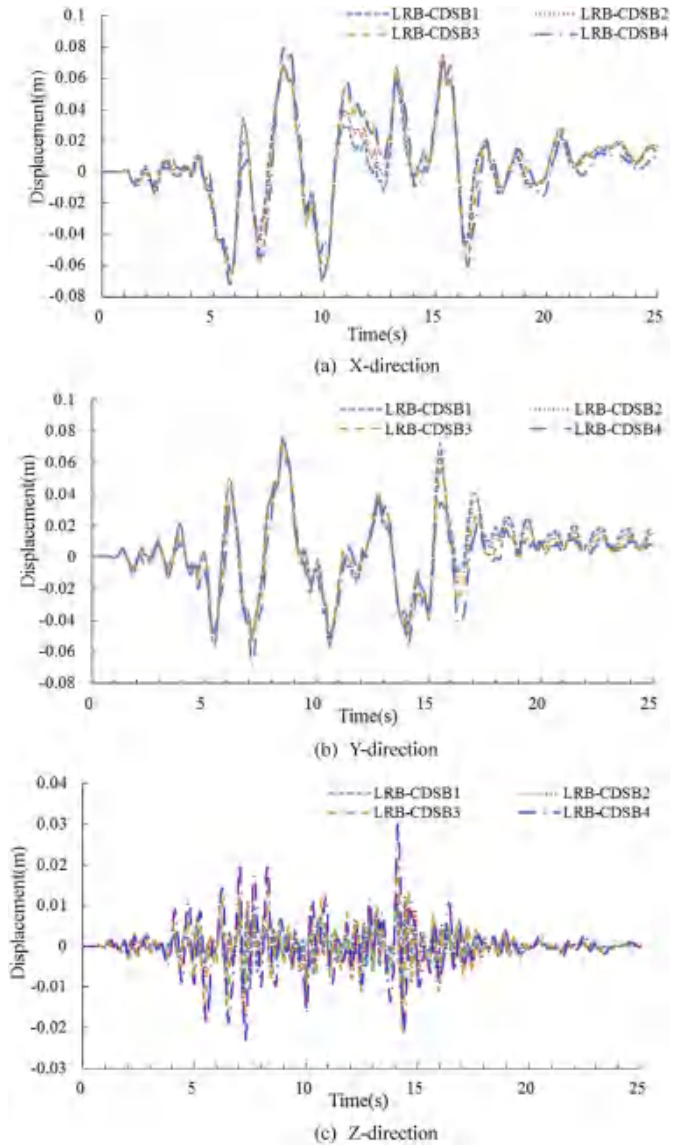 0.1
LRB-CDSB1 LRB-CDSB2
0.08
LRB-CDSB3 LRB-CDSB4
0.06
0.04
0.02
0
-0.02
-0.04
-0.06
-0.08
Displacement(m)
0 5 10 15 20 25
Time(s)
(a) X-direction
0.1
LRB-CDSB1 LRB-CDSB2
0.08
LRB-CDSB3 LRB-CDSB4
0.06
0.04
0.02
0
-0.02
-0.04
-0.06
-0.08
Displacement(m)
0 5 10 15 20 25
Time(s)
(b) Y-direction
0.04
LRB-CDSB1 LRB-CDSB2
0.03
LRB-CDSB3 LRB-CDSB4
0.02
0.01
0
-0.01
-0.02
-0.03
Displacement(m)
0 5 10 15 20 25
Time(s)
(c) Z-direction